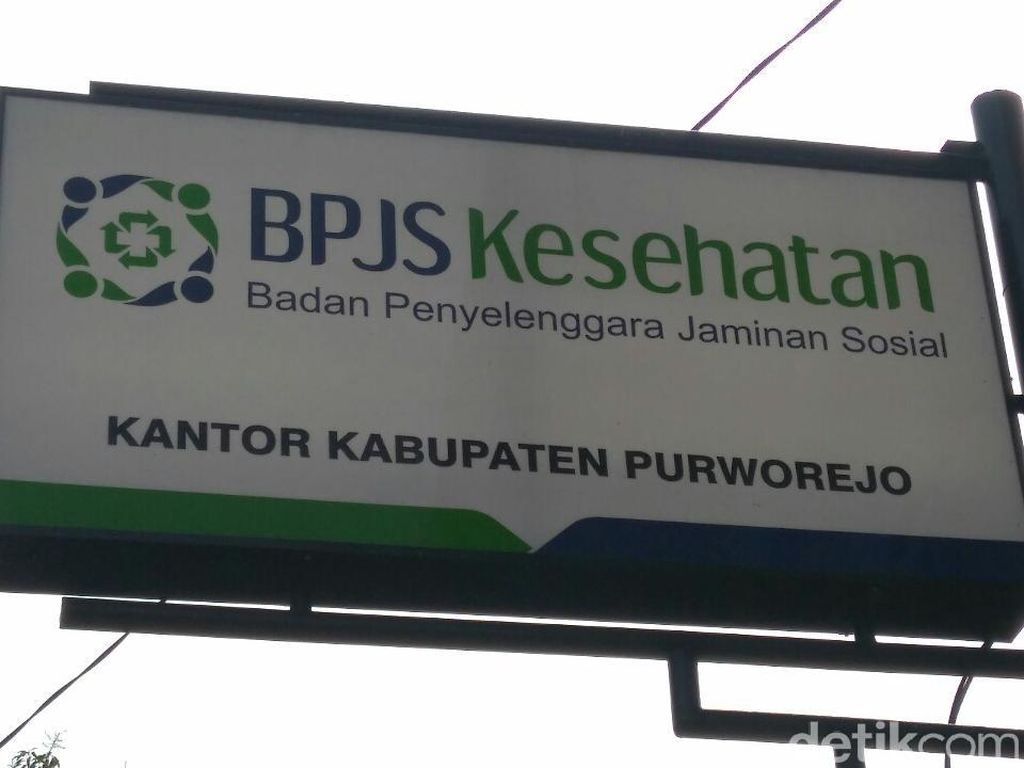 BPJS Kesehatan
Badan Penyelenggara Jaminan Sosial
KANTOR KABUPATEN PURWOREJO
detikcom